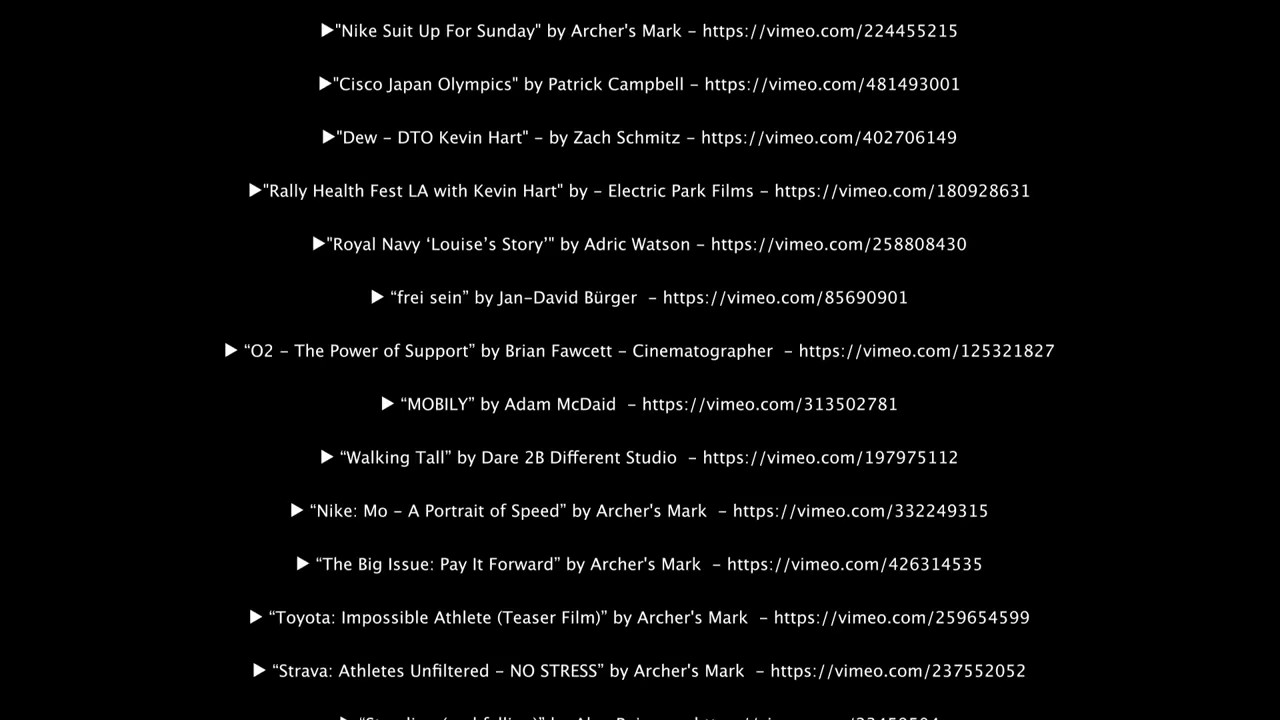 ▶"Nike Suit Up For Sunday" by Archer's Mark – https://vimeo.com/224455215
▶"Cisco Japan Olympics" by Patrick Campbell – https://vimeo.com/481493001
▶"Dew – DTO Kevin Hart" – by Zach Schmitz – https://vimeo.com/402706149
▶"Rally Health Fest LA with Kevin Hart" by – Electric Park Films – https://vimeo.com/180928631
▶"Royal Navy ‘Louise’s Story’" by Adric Watson – https://vimeo.com/258808430
▶ “frei sein” by Jan–David Bürger – https://vimeo.com/85690901
▶ “O2 – The Power of Support” by Brian Fawcett – Cinematographer – https://vimeo.com/125321827
▶ “MOBILY” by Adam McDaid – https://vimeo.com/313502781
▶ “Walking Tall” by Dare 2B Different Studio – https://vimeo.com/197975112
▶ “Nike: Mo – A Portrait of Speed” by Archer's Mark – https://vimeo.com/332249315
▶ “The Big Issue: Pay It Forward” by Archer's Mark – https://vimeo.com/426314535
▶ “Toyota: Impossible Athlete (Teaser Film)” by Archer's Mark – https://vimeo.com/259654599
▶ “Strava: Athletes Unfiltered – NO STRESS” by Archer's Mark – https://vimeo.com/237552052